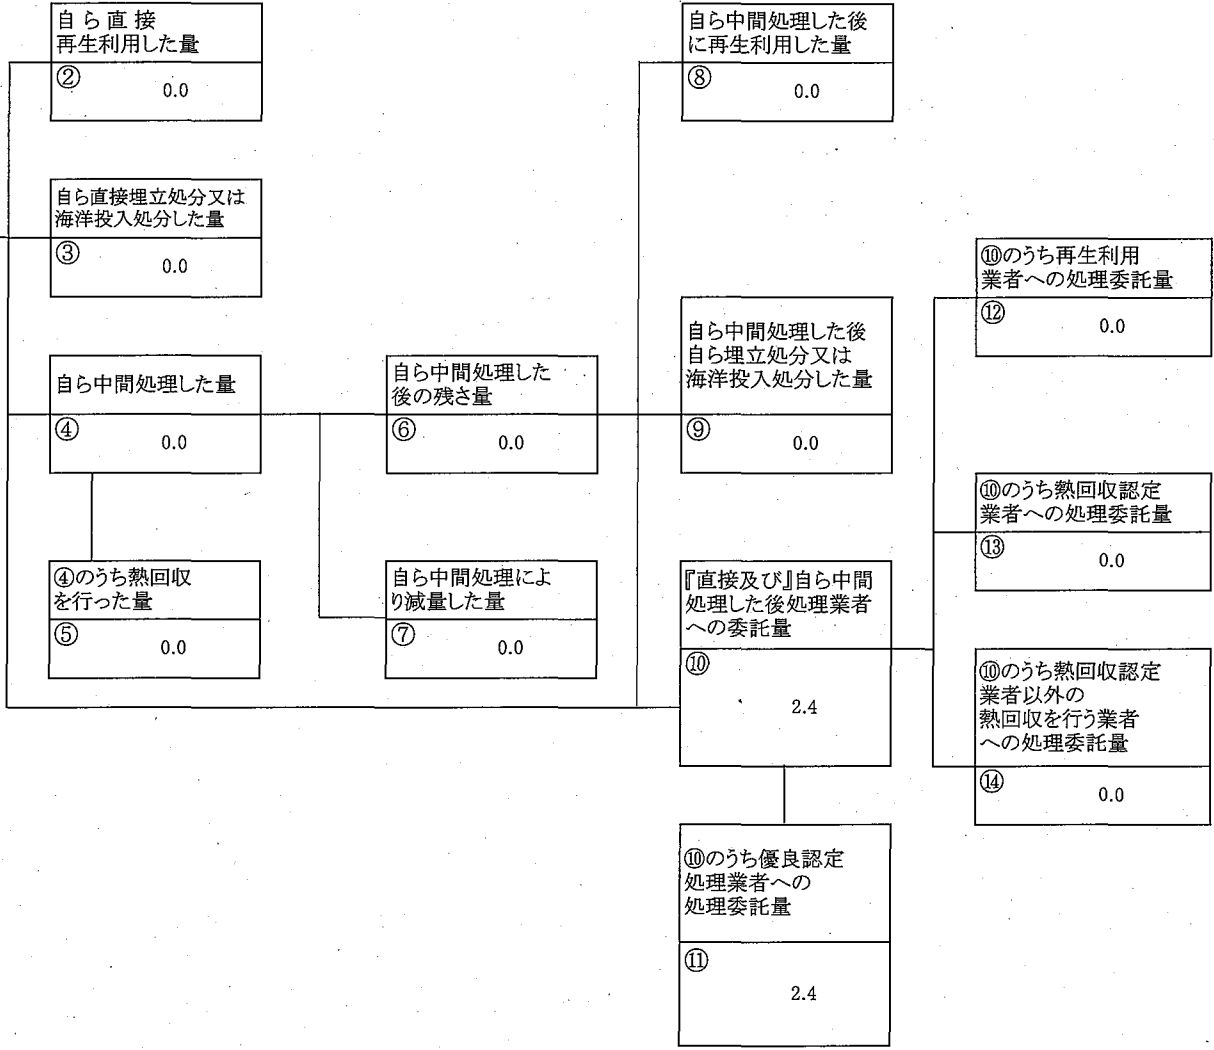 自ら直接
再生利用した量
②
0.0
自ら直接埋立処分又は
海洋投入処分した量
③
0.0
自ら中間処理した量
④
0.0
④のうち熱回収
を行った量
⑤
0.0
自ら中間処理した
後の残さ量
⑥
0.0
自ら中間処理によ
り減量した量
⑦
0.0
自ら中間処理した後
に再生利用した量
⑧
0.0
自ら中間処理した後
自ら埋立処分又は
海洋投入処分した量
⑨
0.0
『直接及び』自ら中間
処理した後処理業者
への委託量
⑩
2.4
⑩のうち優良認定
処理業者への
処理委託量
⑪
2.4
⑩のうち再生利用
業者への処理委託量
⑫
0.0
⑩のうち熱回収認定
業者への処理委託量
⑬
0.0
⑩のうち熱回収認定
業者以外の
熱回収を行う業者
への処理委託量
⑭
0.0